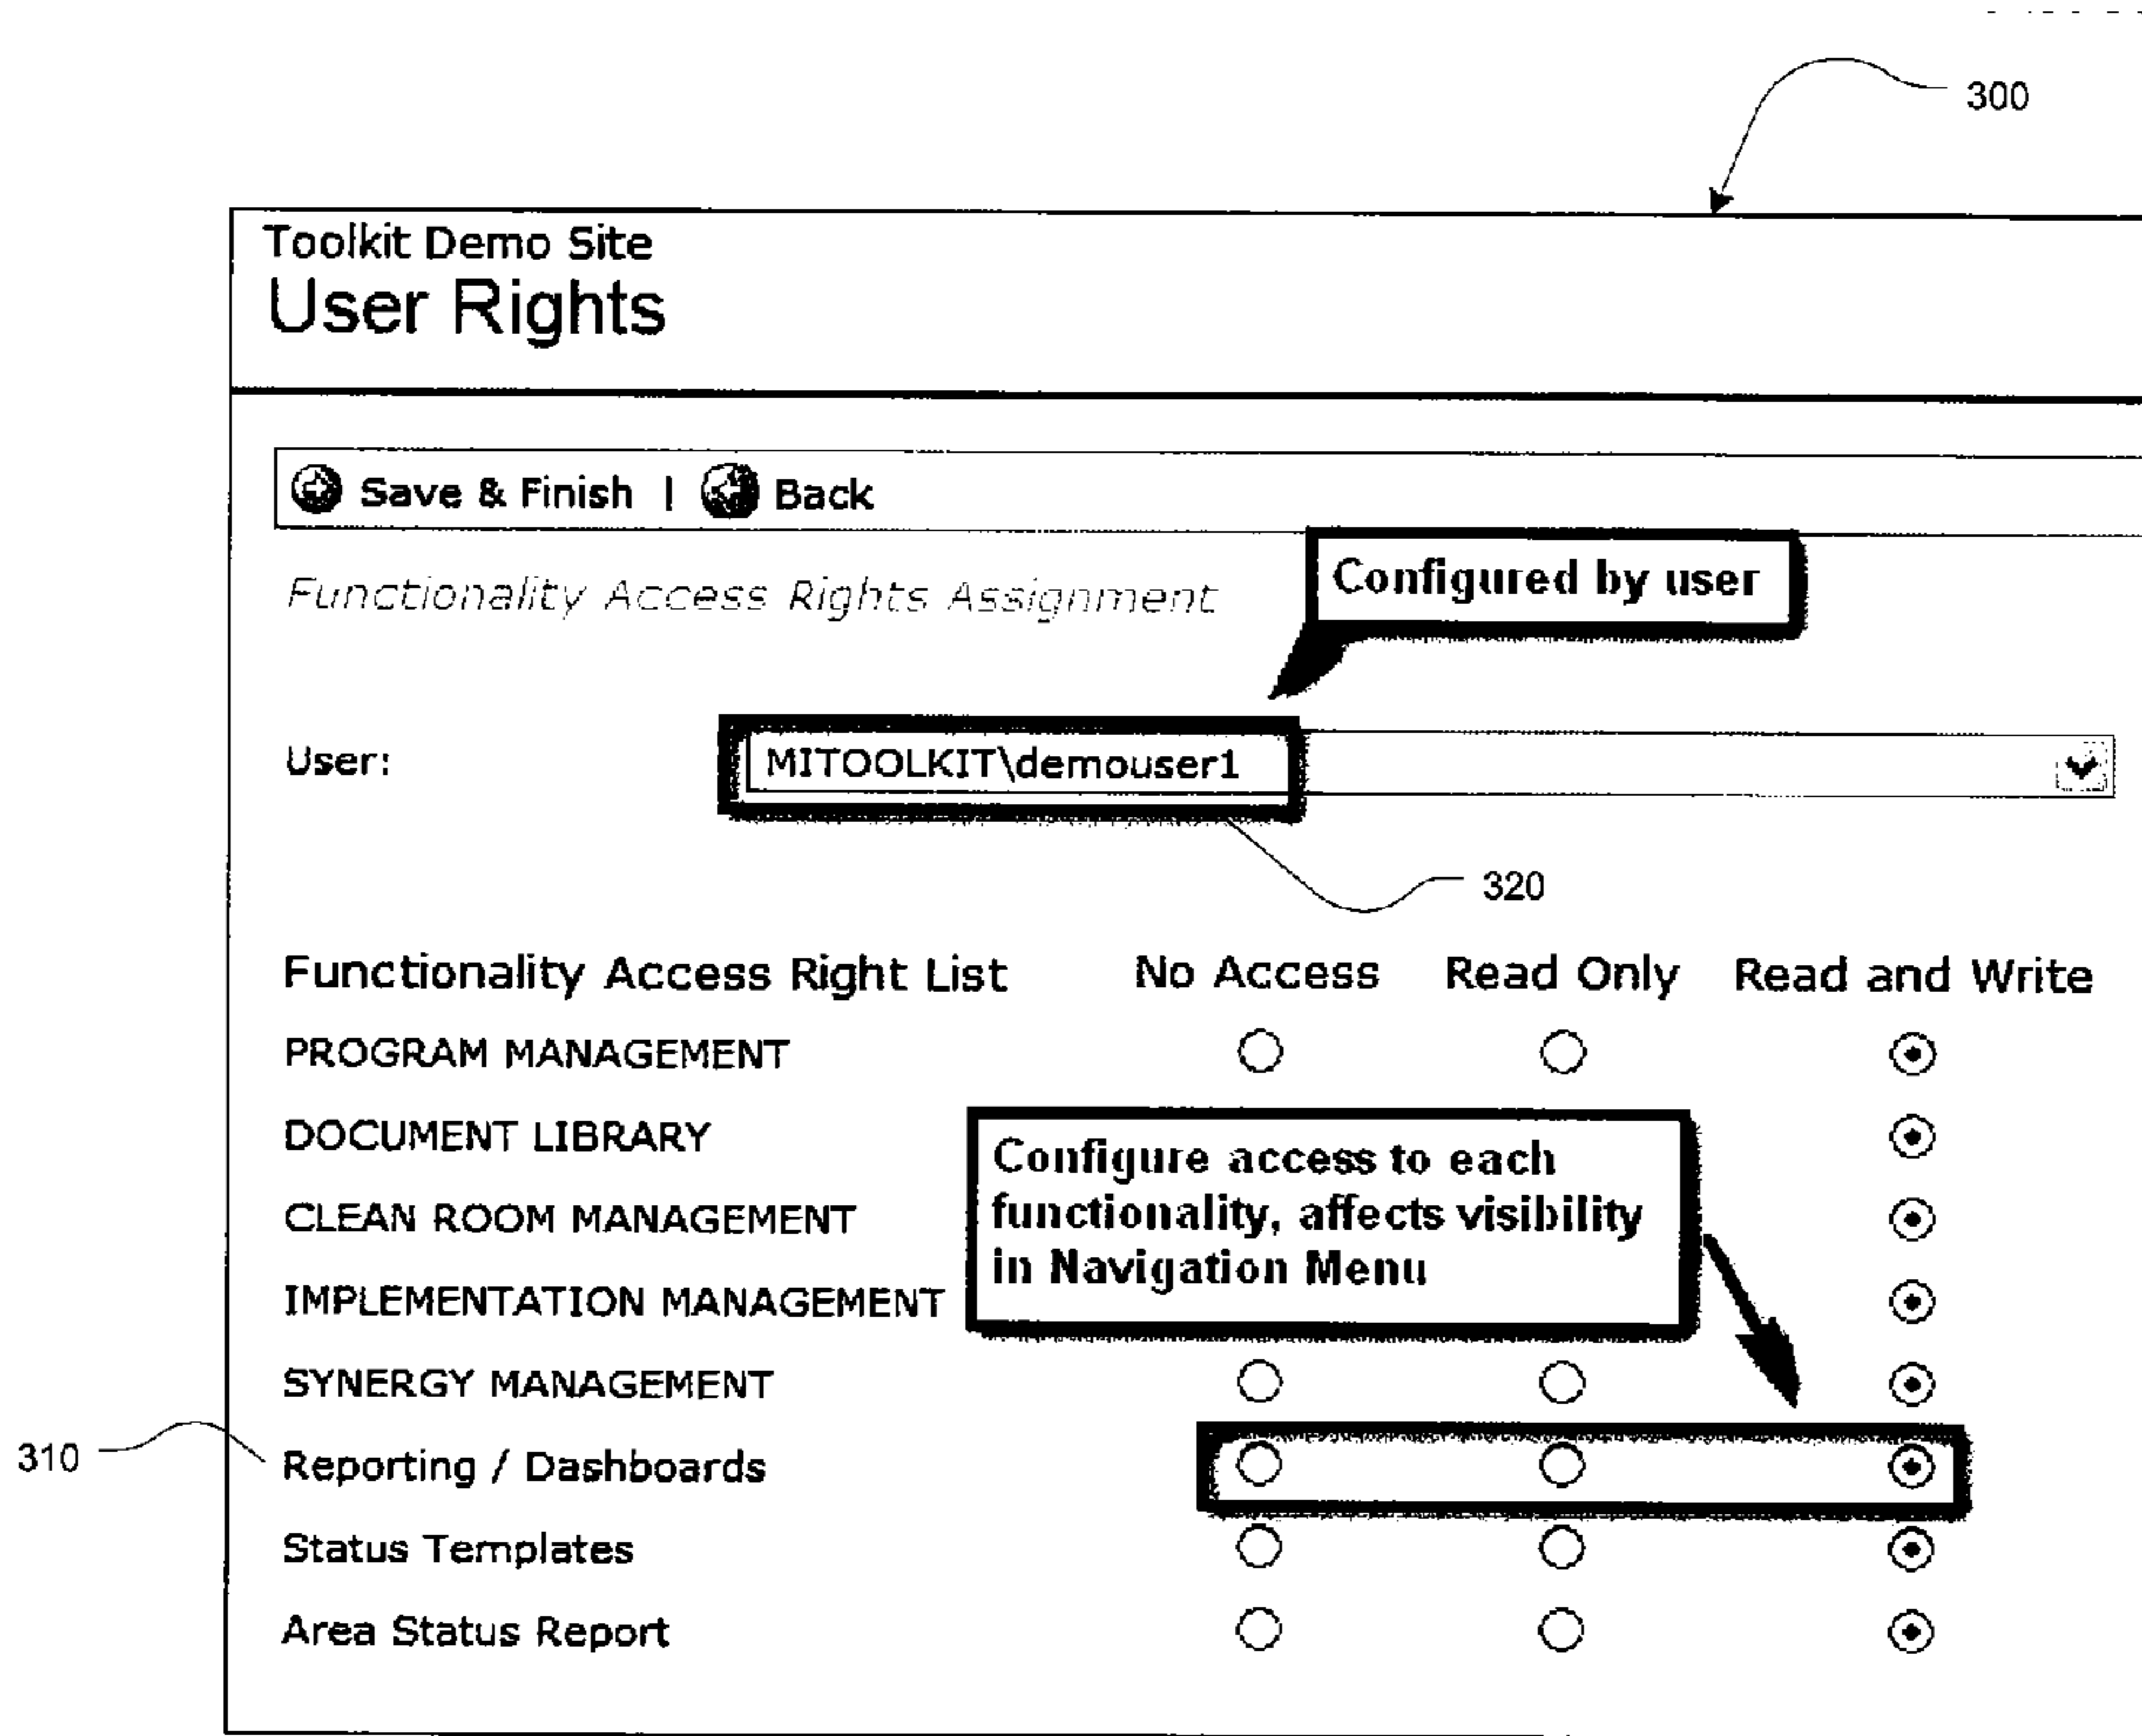 300
Toolkit Demo Site
User Rights
Save & Finish | Back
Functionality Access Rights Assignment
Configured by user
User:
MITOOLKIT\demouser1
320
Functionality Access Right List No Access Read Only Read and Write
PROGRAM MANAGEMENT
DOCUMENT LIBRARY
CLEAN ROOM MANAGEMENT
IMPLEMENTATION MANAGEMENT
Configure access to each
functionality, affects visibility
in Navigation Menu
SYNERGY MANAGEMENT
310
Reporting / Dashboards
Status Templates
Area Status Report